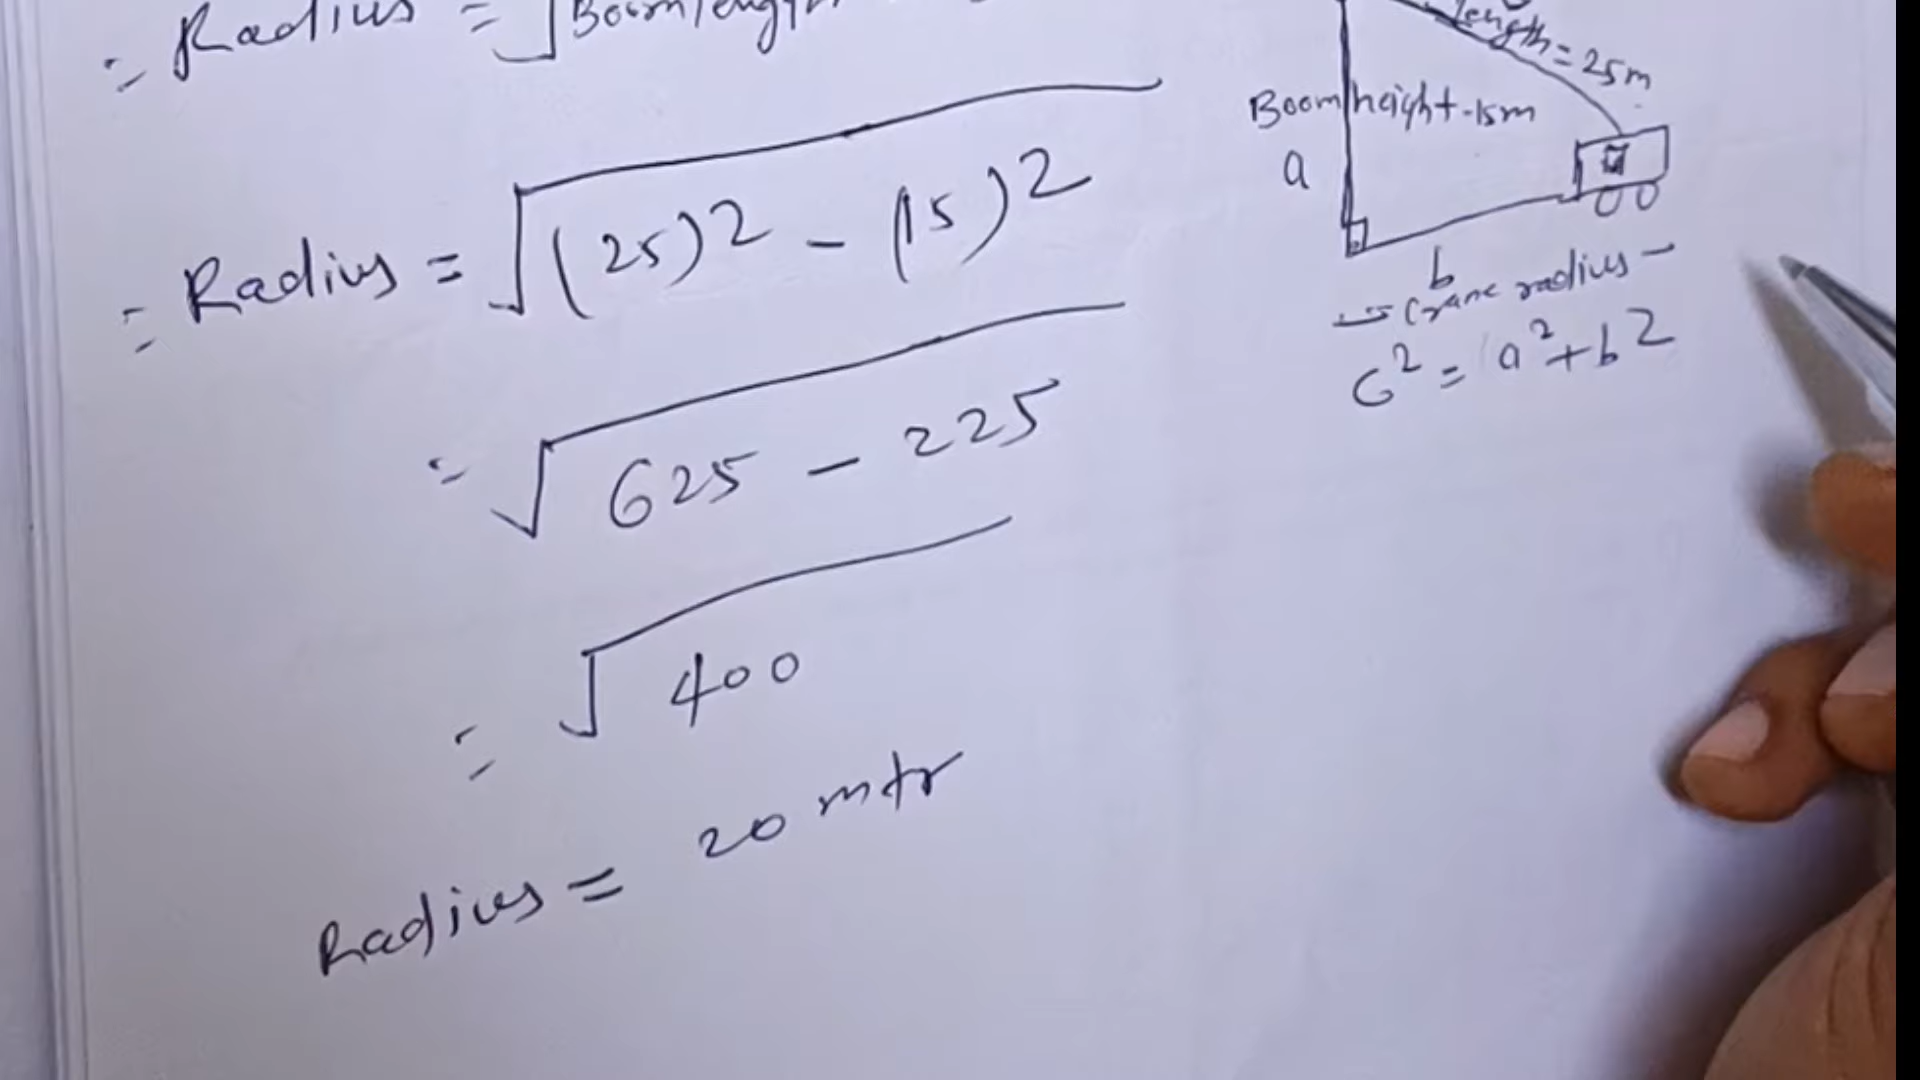 = Radius = √Boom length
= Radius = √(25)2 - (15)2
= √625 - 225
= √400
Radius = 20 mtr
length = 25m
Boom height - 15m
a
b
Crane radius -
c2 = a2 + b2